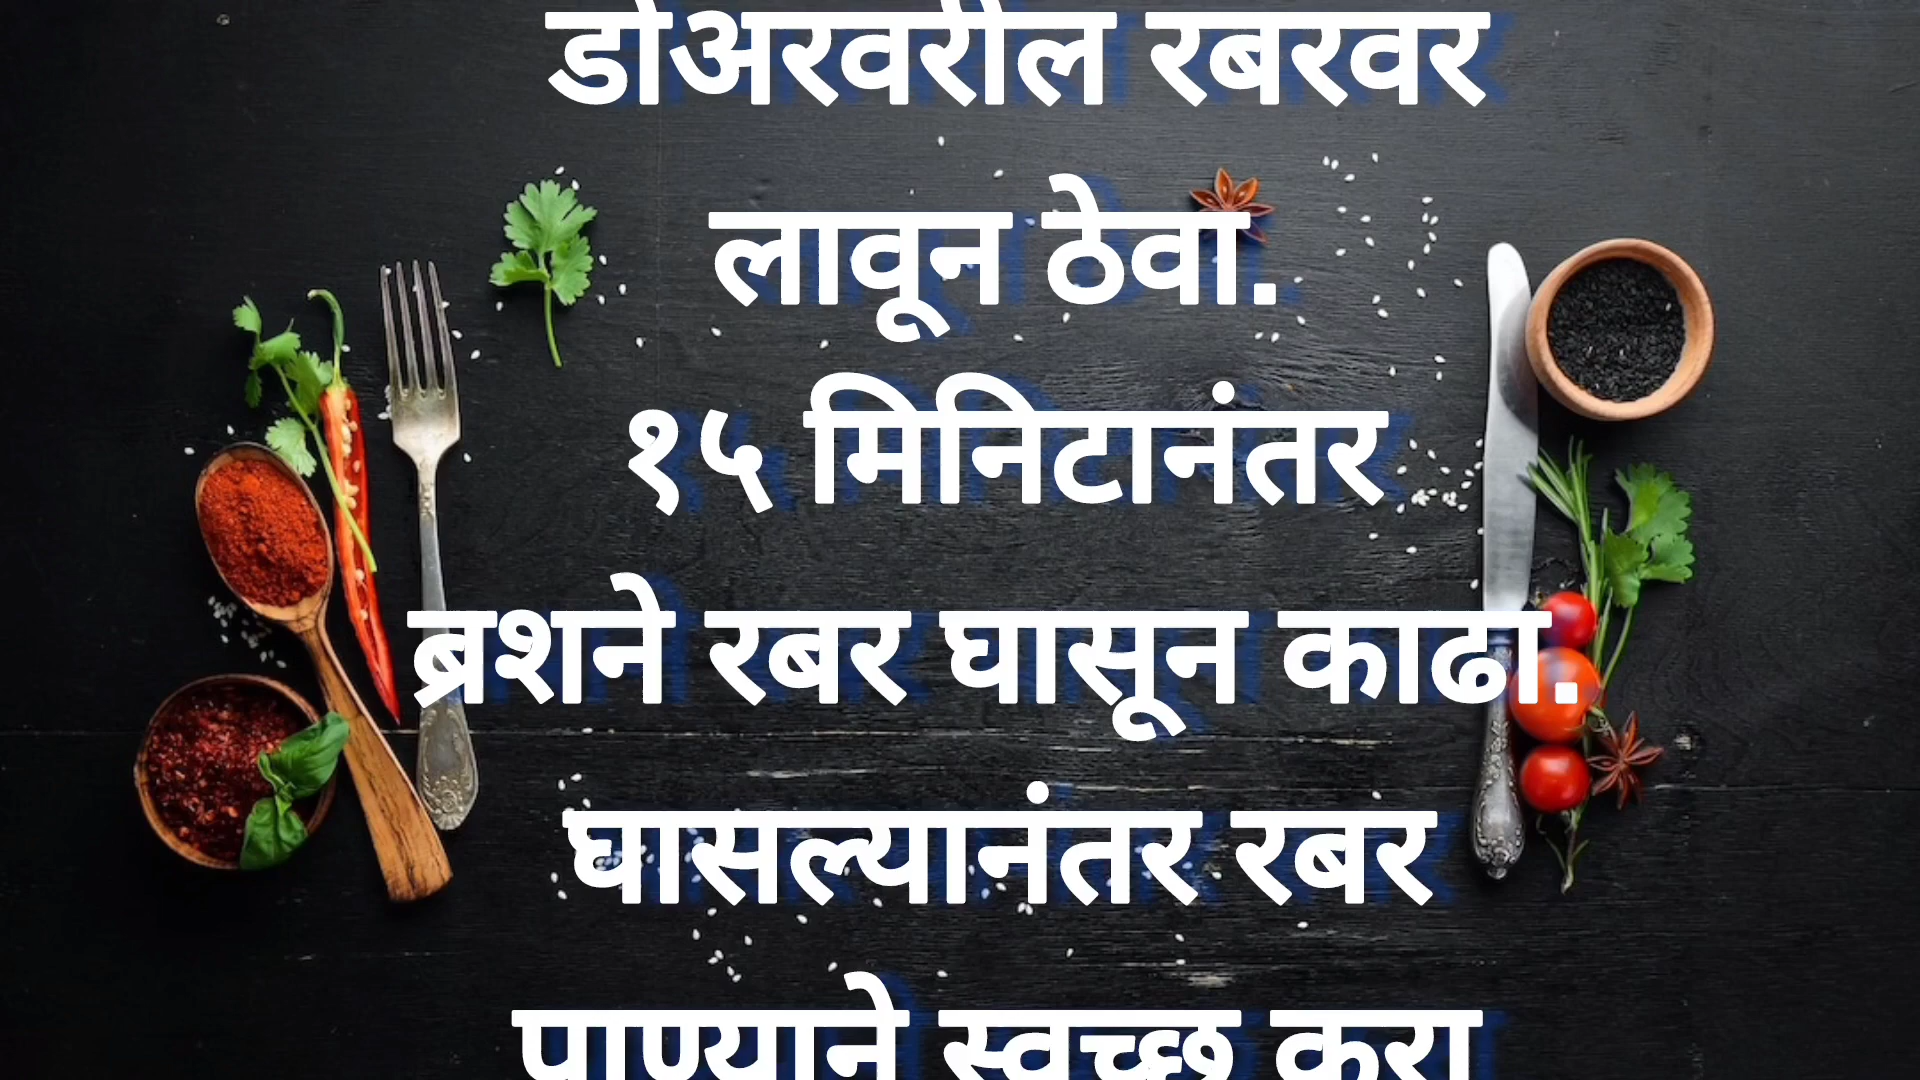 डोअरवरील रबरवर
लावून ठेवा.
१५ मिनिटानंतर
ब्रशने रबर घासून काढा.
घासल्यानंतर रबर
पाण्याने स्वच्छ करा